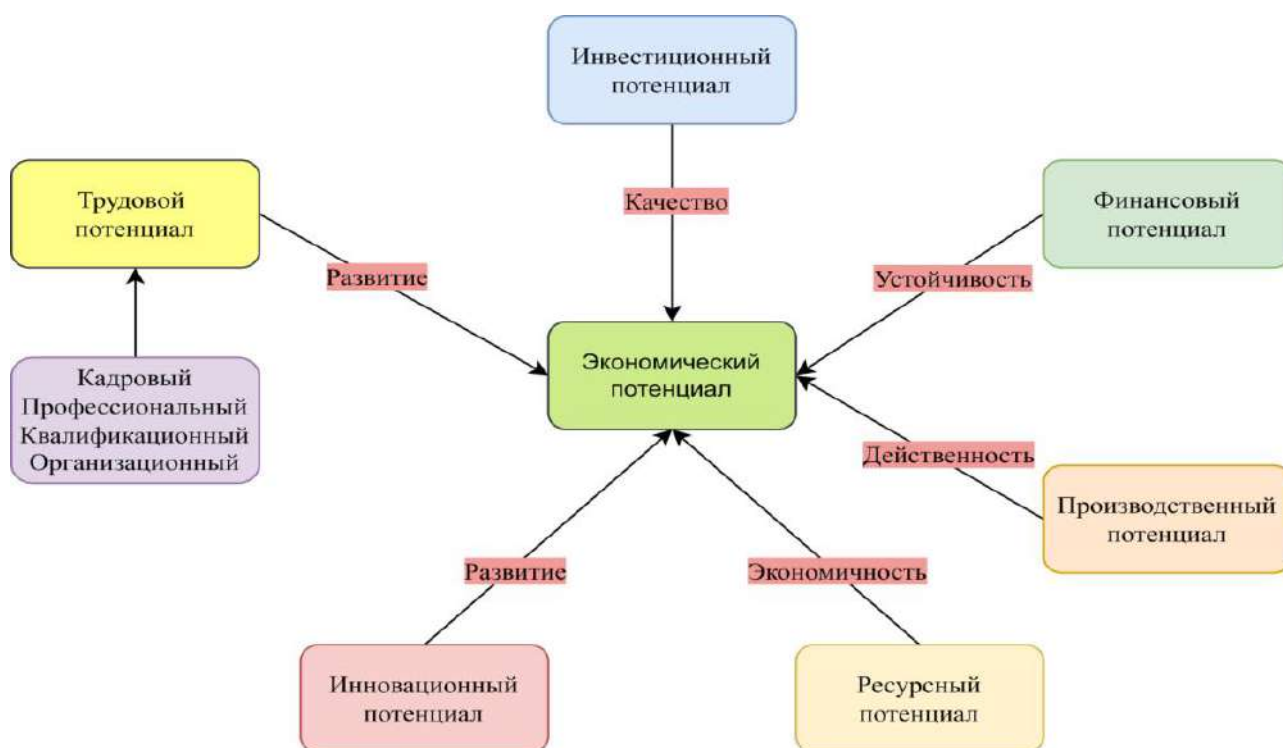 Инвестиционный
потенциал
Трудовой
потенциал
Качество
Финансовый
потенциал
Развитие
Устойчивость
Экономический
потенциал
Кадровый
Профессиональный
Квалификационный
Организационный
Действенность
Производственный
потенциал
Развитие
Экономичность
Инновационный
потенциал
Ресурсный
потенциал